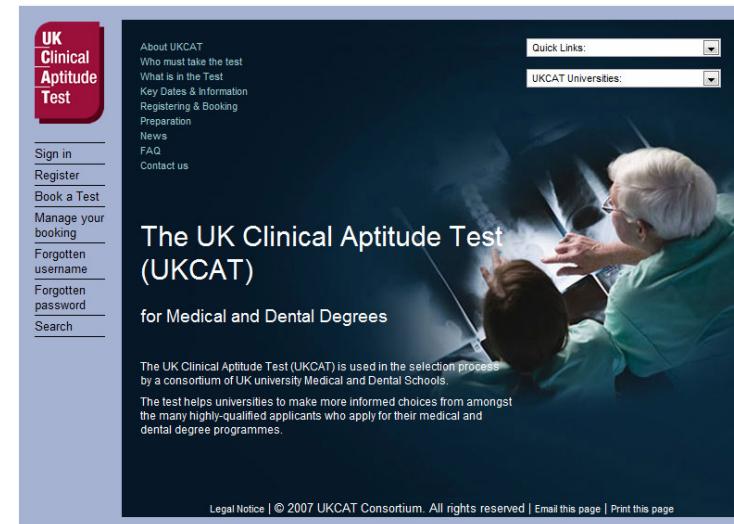 UK
Clinical
Aptitude
Test
Sign in
Register
Book a Test
Manage your
booking
Forgotten
username
Forgotten
password
Search
About UKCAT
Who must take the test
What is in the Test
Key Dates & Information
Registering & Booking
Preparation
News
FAQ
Contact us
Quick Links:
UKCAT Universities:
The UK Clinical Aptitude Test
(UKCAT)
for Medical and Dental Degrees
The UK Clinical Aptitude Test (UKCAT) is used in the selection process
by a consortium of UK university Medical and Dental Schools.
The test helps universities to make more informed choices from amongst
the many highly-qualified applicants who apply for their medical and
dental degree programmes.
Legal Notice | © 2007 UKCAT Consortium. All rights reserved | Email this page | Print this page